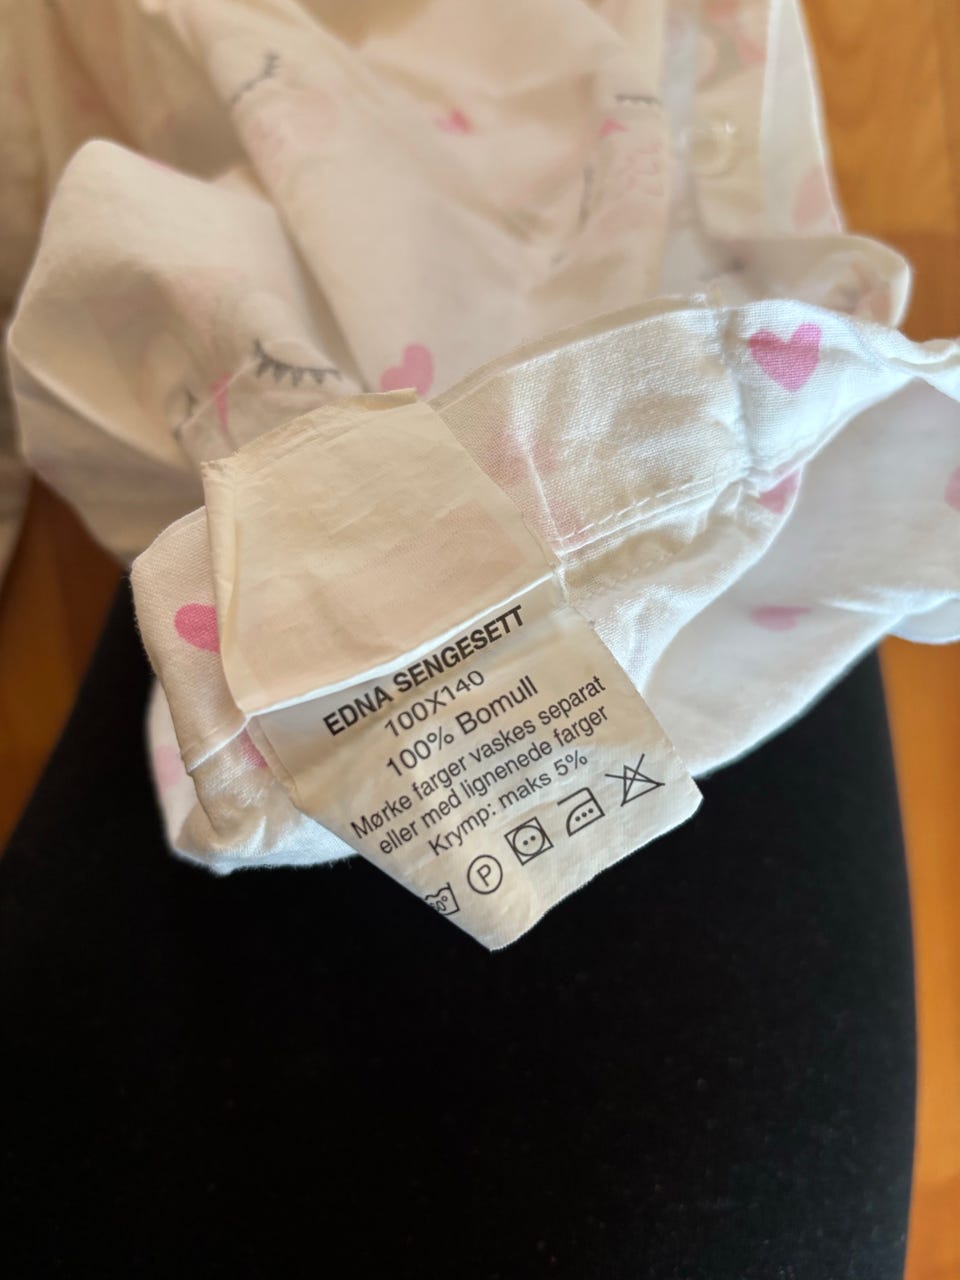 EDNA SENGESETT
100X140
100% Bomull
Mørke farger vaskes separat
eller med lignenede farger
Krymp: maks 5%
P